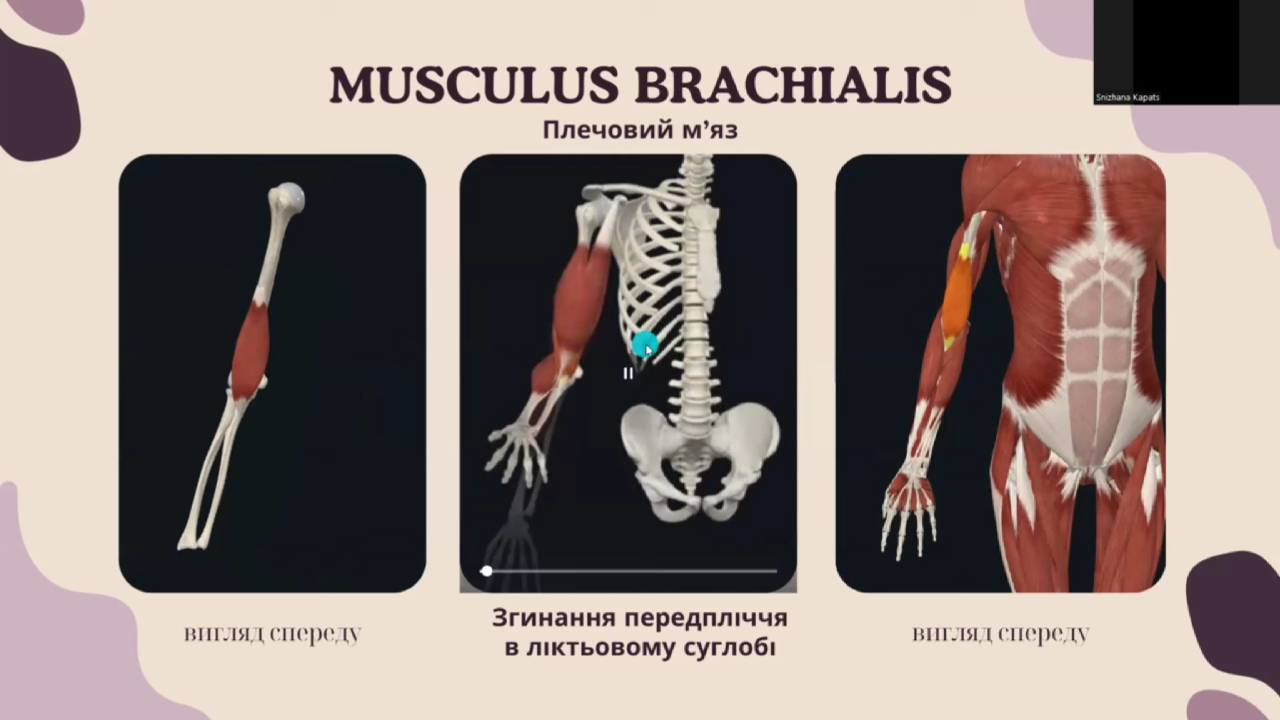 MUSCULUS BRACHIALIS
Плечовий м’яз
Snizhana Kapats
Згинання передпліччя
в ліктьовому суглобі
вигляд спереду
вигляд спереду